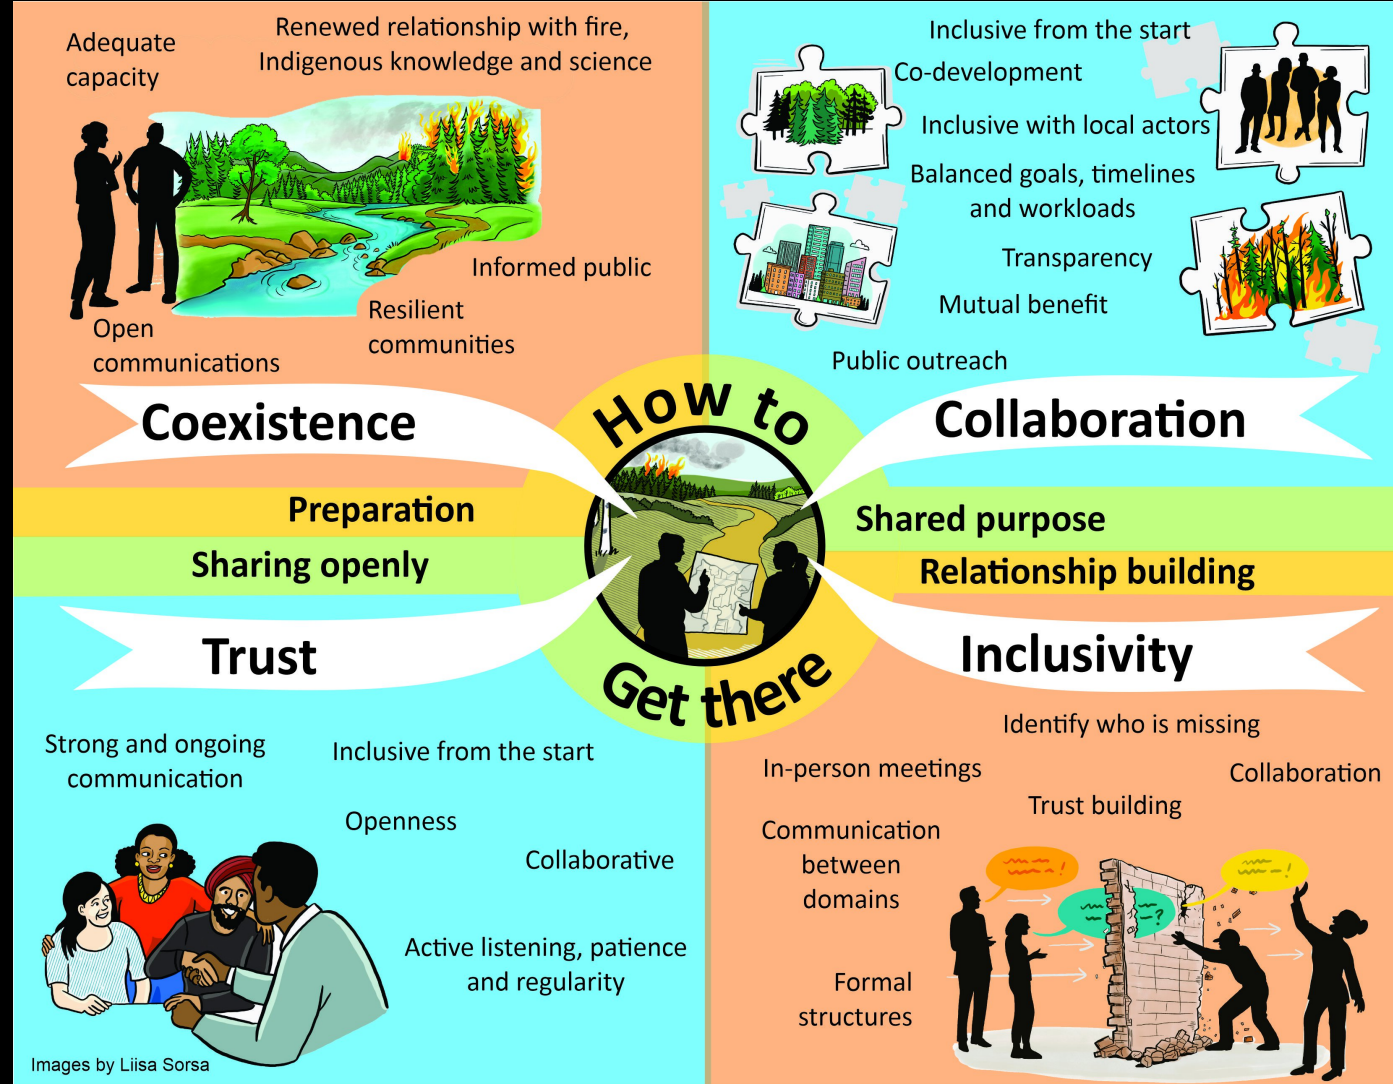 Adequate
capacity
Renewed relationship with fire,
Indigenous knowledge and science
Informed public
Resilient
communities
Open
communications
Coexistence
Preparation
Inclusive from the start
Co-development
Inclusive with local actors
Balanced goals, timelines
and workloads
Transparency
Mutual benefit
Public outreach
Collaboration
Shared purpose
How to
Get there
Sharing openly
Trust
Strong and ongoing
communication
Inclusive from the start
Openness
Collaborative
Active listening, patience
and regularity
Images by Liisa Sorsa
Relationship building
Inclusivity
Identify who is missing
In-person meetings
Collaboration
Trust building
Communication
between
domains
Formal
structures
!
?
!